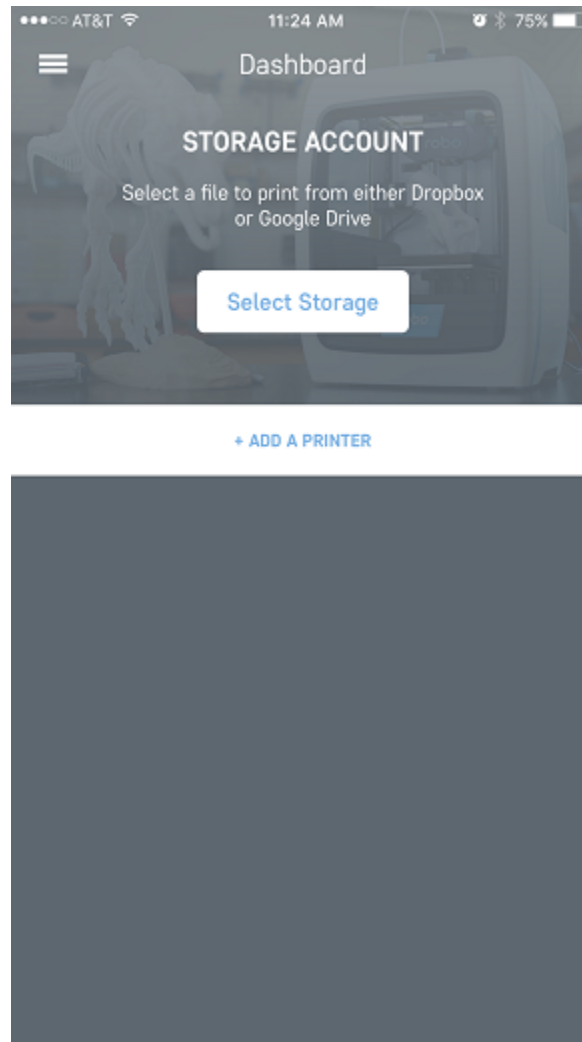 AT&T 11:24 AM 75%
Dashboard
STORAGE ACCOUNT
Select a file to print from either Dropbox
or Google Drive
Select Storage
+ ADD A PRINTER